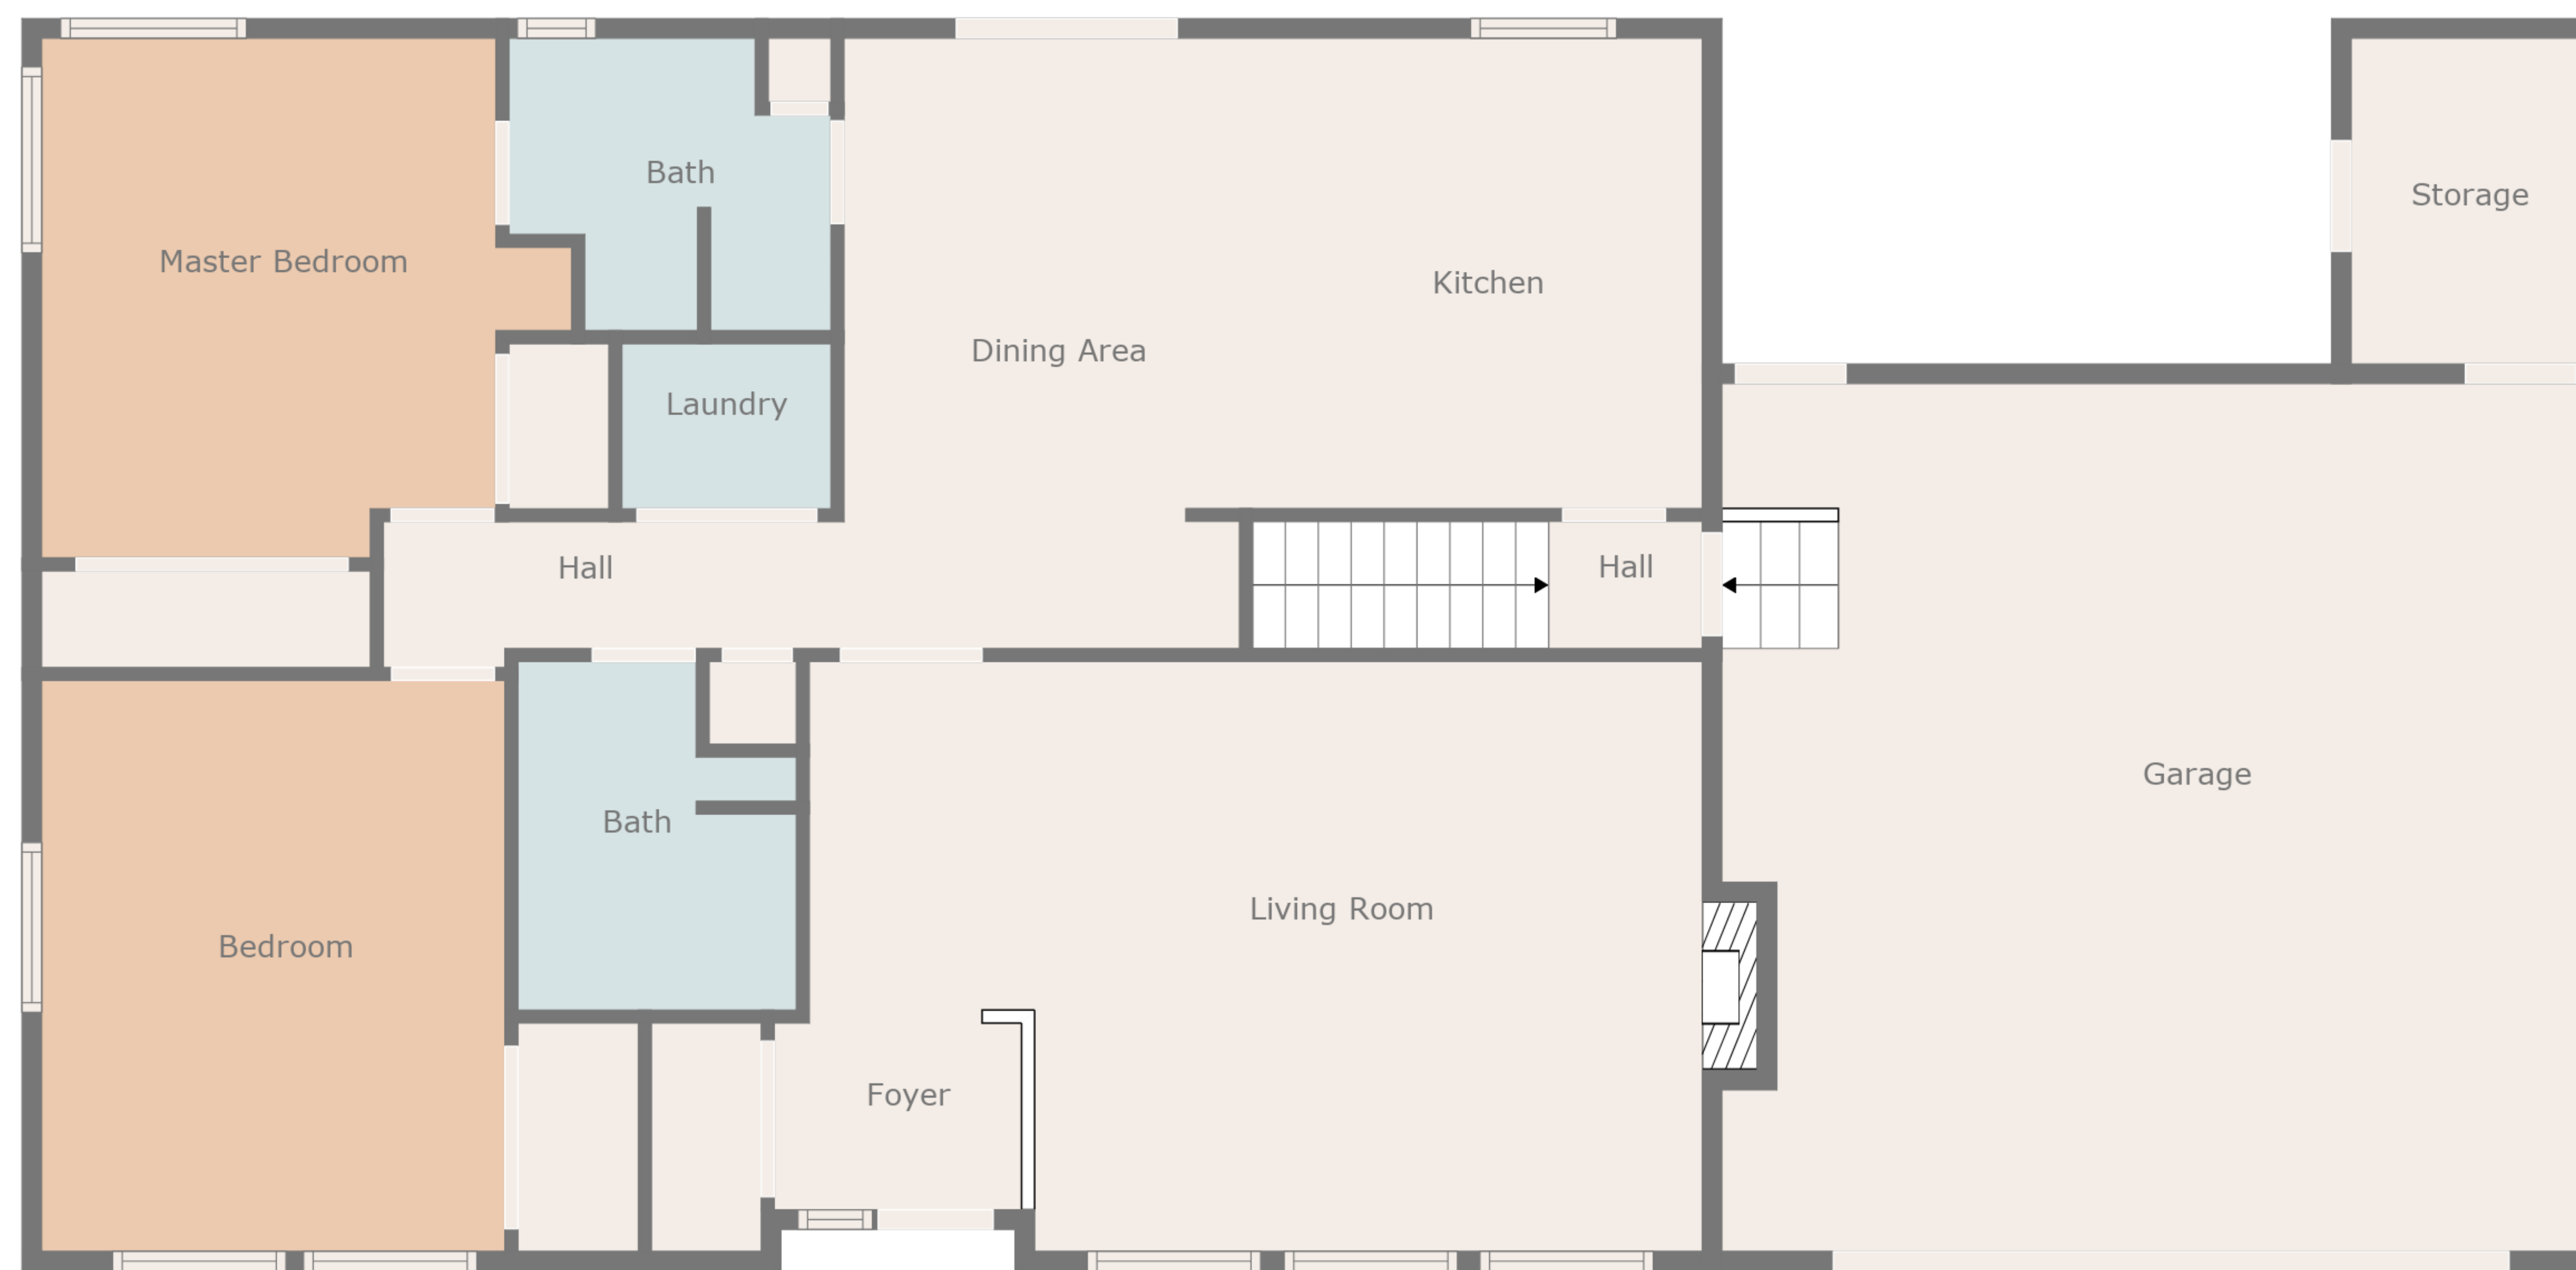 Bath
Storage
Master Bedroom
Kitchen
Dining Area
Laundry
Hall
Hall
Garage
Bath
Living Room
Bedroom
Foyer